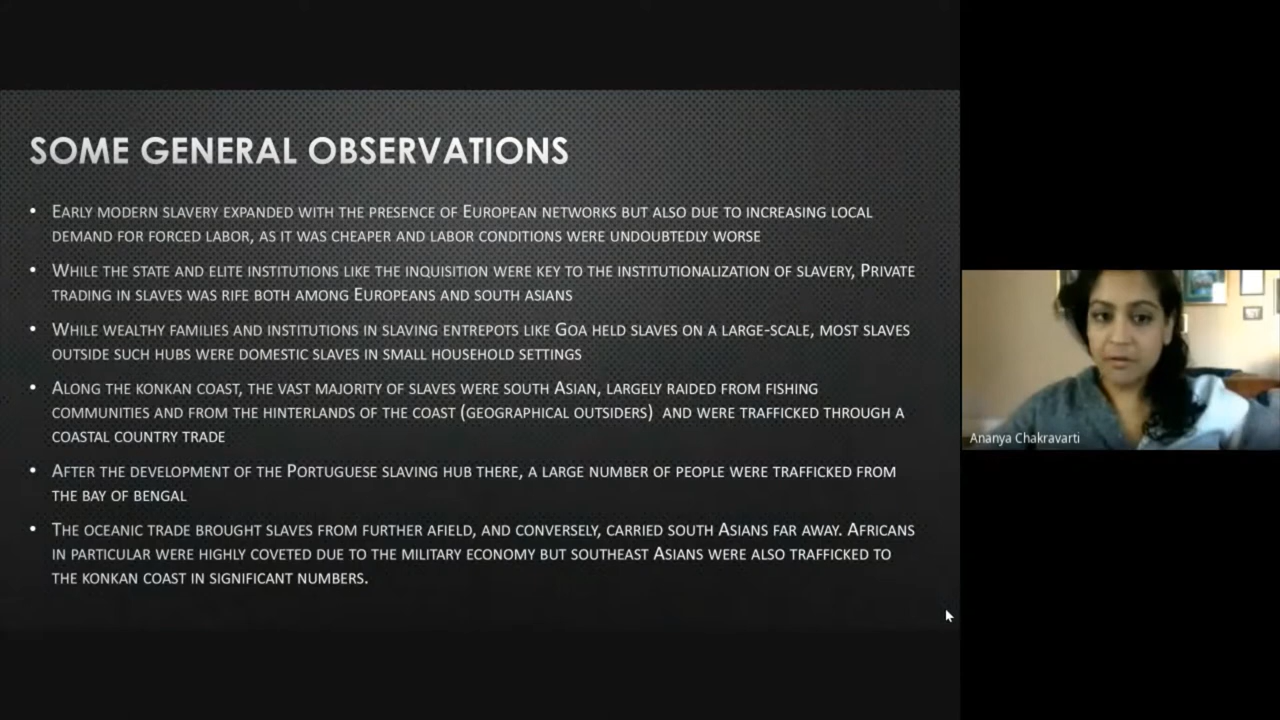 SOME GENERAL OBSERVATIONS
• Early modern slavery expanded with the presence of European networks but also due to increasing local
demand for forced labor, as it was cheaper and labor conditions were undoubtedly worse
• While the state and elite institutions like the inquisition were key to the institutionalization of slavery, Private
trading in slaves was rife both among Europeans and south asians
• While wealthy families and institutions in slaving entrepots like Goa held slaves on a large-scale, most slaves
outside such hubs were domestic slaves in small household settings
• Along the konkan coast, the vast majority of slaves were south Asian, largely raided from fishing
communities and from the hinterlands of the coast (geographical outsiders) and were trafficked through a
coastal country trade
• After the development of the Portuguese slaving hub there, a large number of people were trafficked from
the bay of bengal
• The oceanic trade brought slaves from further afield, and conversely, carried south Asians far away. Africans
in particular were highly coveted due to the military economy but southeast Asians were also trafficked to
the konkan coast in significant numbers.
Ananya Chakravarti